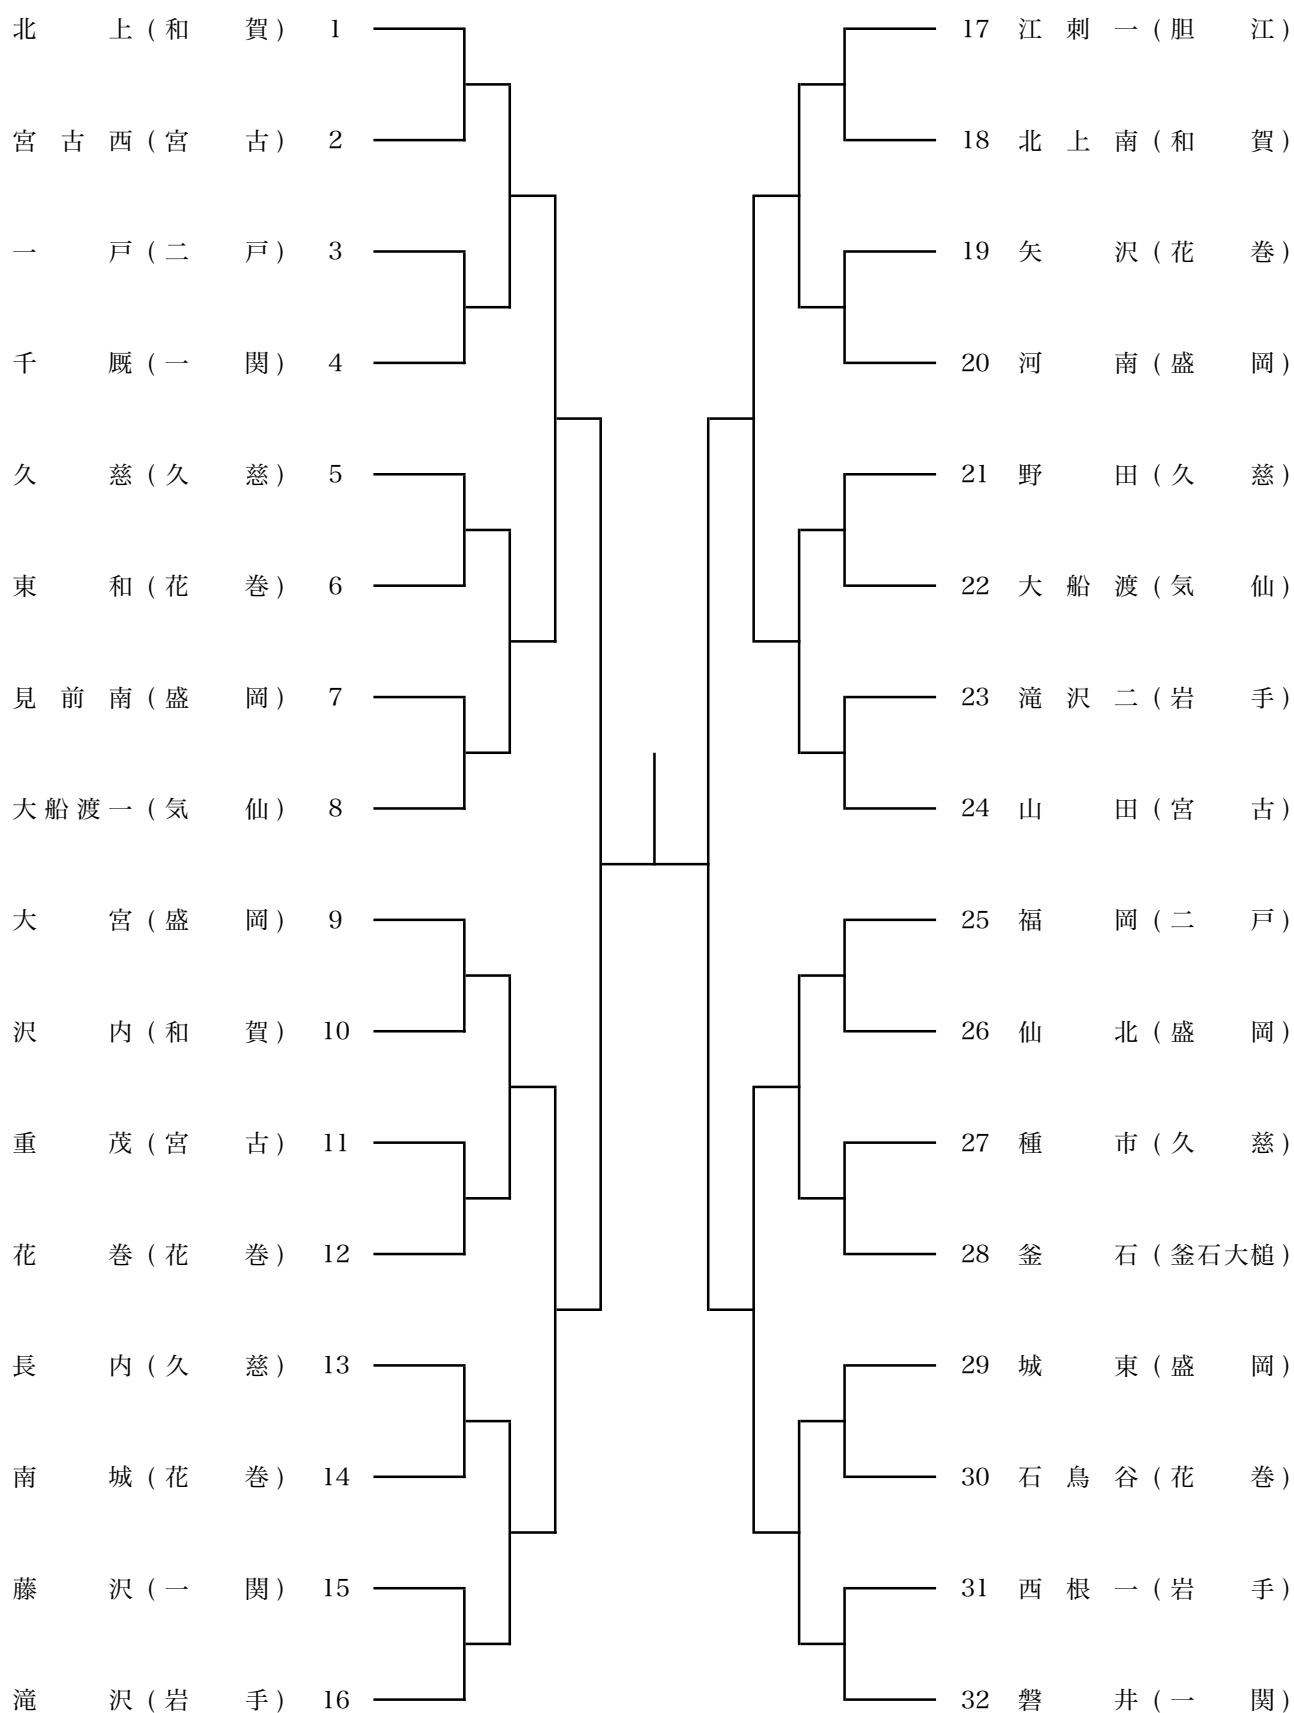 北上(和賀) 1
宮古西(宮古) 2
一戸(二戸) 3
千厩(一関) 4
久慈(久慈) 5
東和(花巻) 6
見前南(盛岡) 7
大船渡一(気仙) 8
大宮(盛岡) 9
沢内(和賀) 10
重茂(宮古) 11
花巻(花巻) 12
長内(久慈) 13
南城(花巻) 14
藤沢(一関) 15
滝沢(岩手) 16
17 江刺一(胆江)
18 北上南(和賀)
19 矢沢(花巻)
20 河南(盛岡)
21 野田(久慈)
22 大船渡(気仙)
23 滝沢二(岩手)
24 山田(宮古)
25 福岡(二戸)
26 仙北(盛岡)
27 種市(久慈)
28 釜石(釜石大槌)
29 城東(盛岡)
30 石鳥谷(花巻)
31 西根一(岩手)
32 磐井(一関)